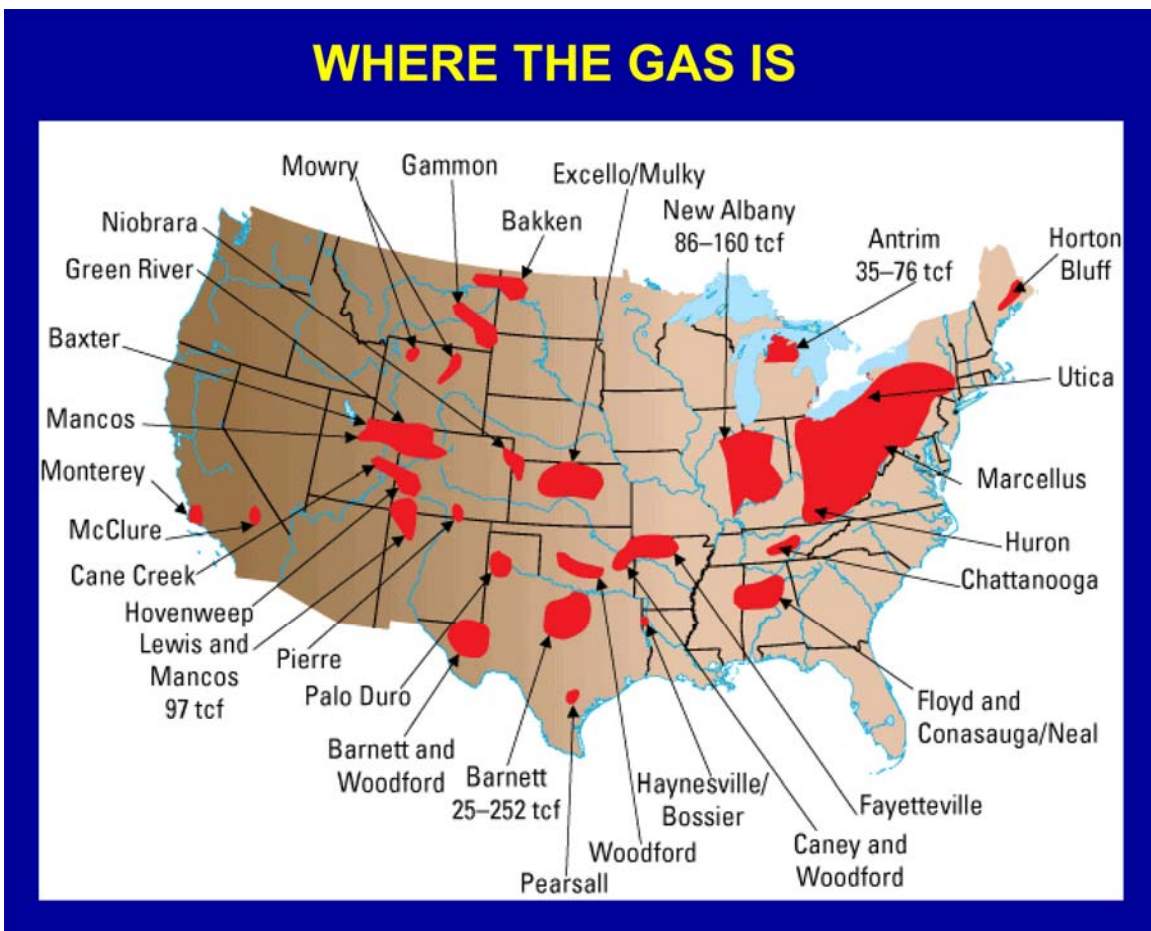 WHERE THE GAS IS
Mowry
Gammon
Excello/Mulky
Niobrara
Bakken
New Albany
86–160 tcf
Antrim
35–76 tcf
Horton
Bluff
Green River
Baxter
Utica
Mancos
Monterey
Marcellus
McClure
Huron
Cane Creek
Chattanooga
Hovenweep
Lewis and
Mancos
97 tcf
Pierre
Palo Duro
Floyd and
Conasauga/Neal
Barnett and
Woodford
Barnett
25–252 tcf
Haynesville/
Bossier
Fayetteville
Woodford
Caney and
Woodford
Pearsall